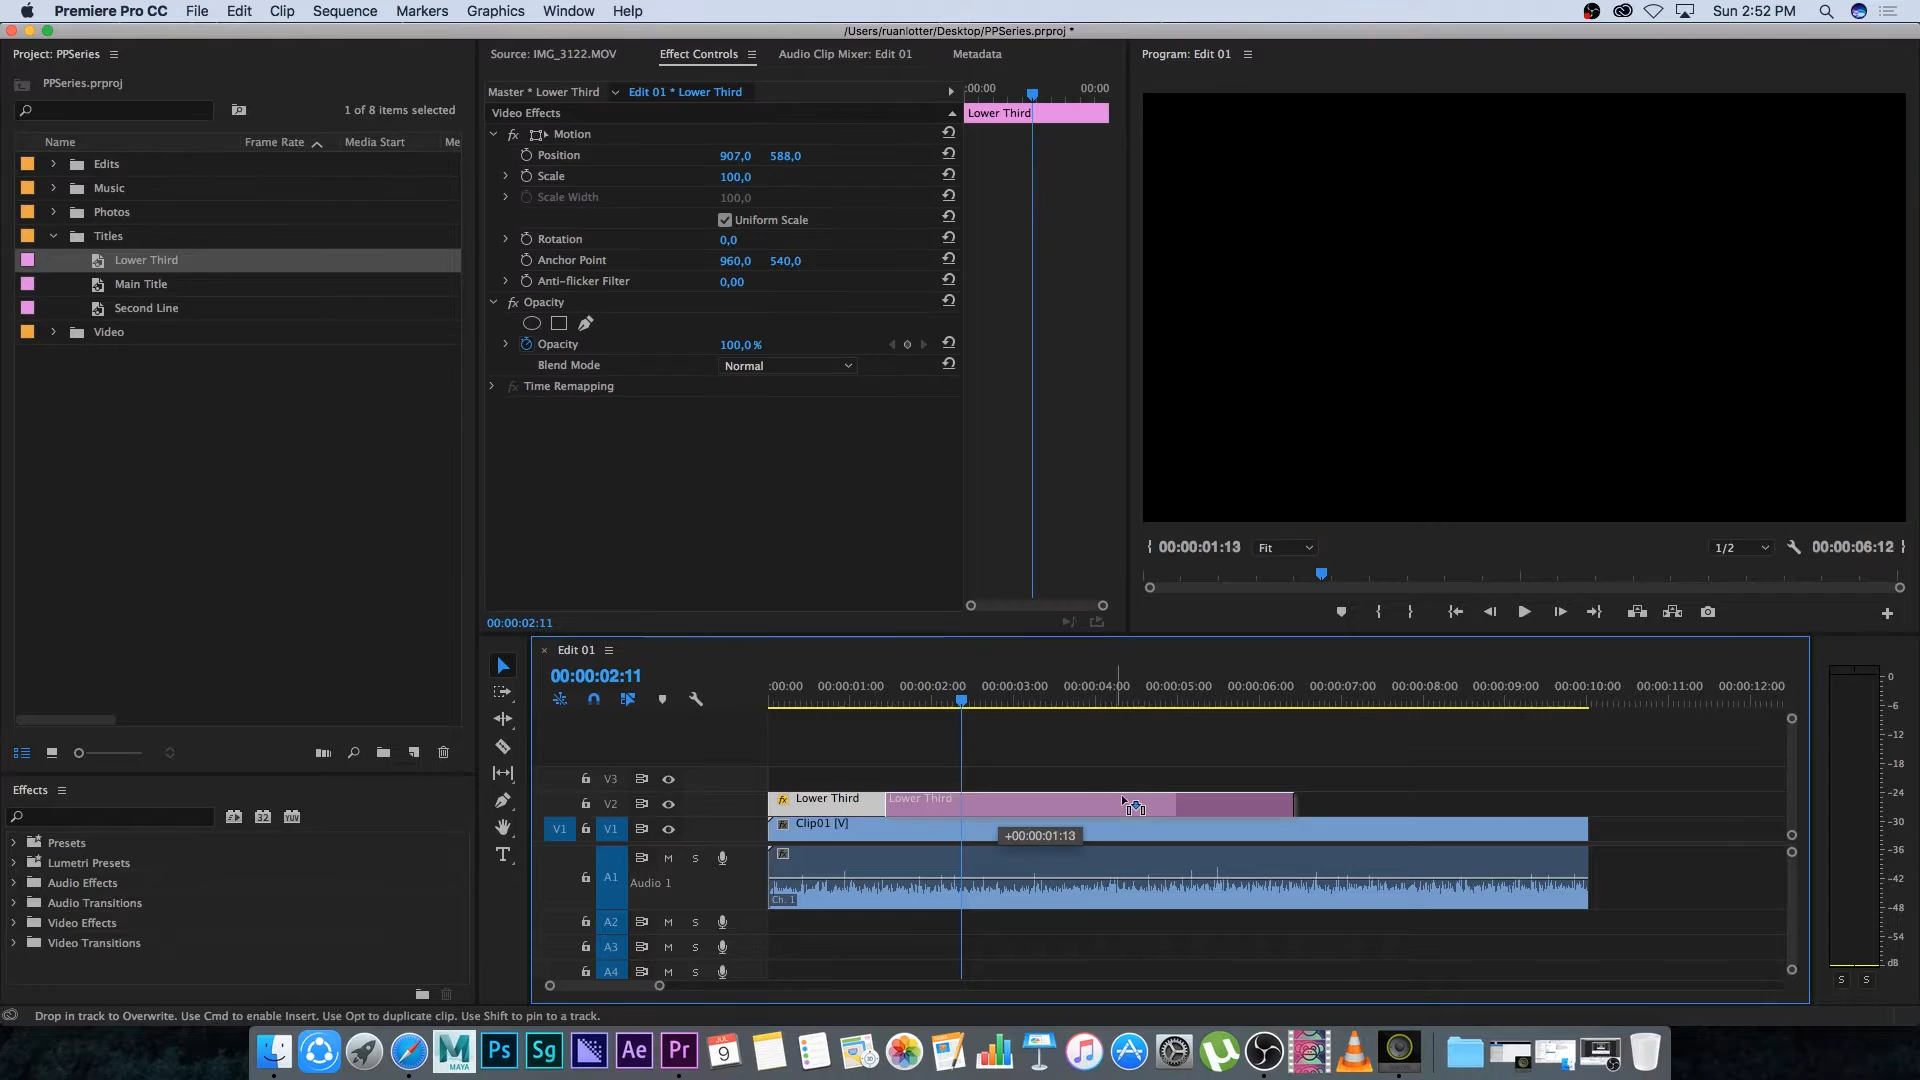 Premiere Pro CC File Edit Clip Sequence Markers Graphics Window Help Sun 2:52 PM
/Users/ruanlotter/Desktop/PPSeries.prproj *
Project: PPSeries
PPSeries.prproj
1 of 8 items selected
Name Frame Rate Media Start Me
Edits
Music
Photos
Titles
Lower Third
Main Title
Second Line
Video
Source: IMG_3122.MOV Effect Controls Audio Clip Mixer: Edit 01 Metadata
Master * Lower Third Edit 01 * Lower Third
:00:00 00:00
Video Effects
Lower Third
fx Motion
Position 907,0 588,0
Scale 100,0
Scale Width 100,0
Uniform Scale
Rotation 0,0
Anchor Point 960,0 540,0
Anti-flicker Filter 0,00
fx Opacity
Opacity 100,0 %
Blend Mode Normal
fx Time Remapping
00:00:02:11
Program: Edit 01
00:00:01:13 Fit 1/2 00:00:06:12
Effects
32 YUV
Presets
Lumetri Presets
Audio Effects
Audio Transitions
Video Effects
Video Transitions
× Edit 01
00:00:02:11
:00:00 00:00:01:00 00:00:02:00 00:00:03:00 00:00:04:00 00:00:05:00 00:00:06:00 00:00:07:00 00:00:08:00 00:00:09:00 00:00:10:00 00:00:11:00 00:00:12:00
V3
V2
fx Lower Third Lower Third
V1 V1
fx Clip01 [V]
+00:00:01:13
A1 M S
Audio 1
fx
Ch. 1
A2 M S
A3 M S
A4 M S
0
-6
-12
-18
-24
-30
-36
-42
-48
-54
dB
S S
Drop in track to Overwrite. Use Cmd to enable Insert. Use Opt to duplicate clip. Use Shift to pin to a track.
MAYA Ps Sg Ae Pr JUL 9